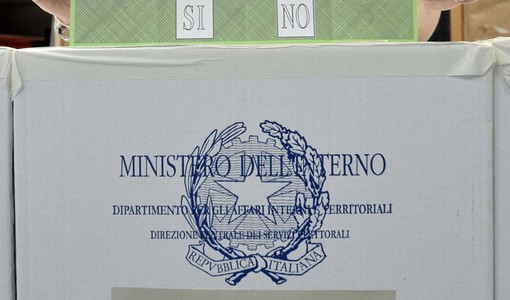 SI NO
MINISTERO DELL'INTERNO
DIPARTIMENTO PER GLI AFFARI INTERNI E TERRITORIALI
DIREZIONE CENTRALE DEI SERVIZI ELETTORALI
REPVBBLICA ITALIANA